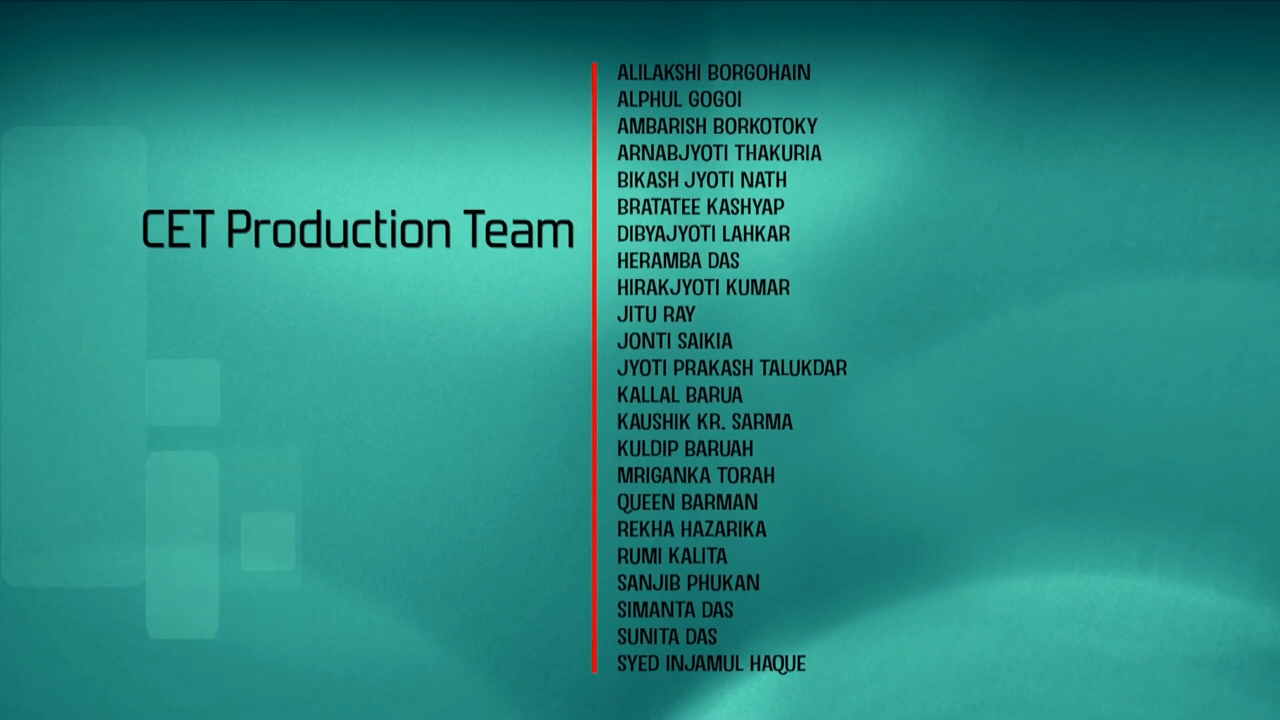 CET Production Team
ALILAKSHI BORGOHAIN
ALPHUL GOGOI
AMBARISH BORKOTOKY
ARNABJYOTI THAKURIA
BIKASH JYOTI NATH
BRATATEE KASHYAP
DIBYAJYOTI LAHKAR
HERAMBA DAS
HIRAKJYOTI KUMAR
JITU RAY
JONTI SAIKIA
JYOTI PRAKASH TALUKDAR
KALLAL BARUA
KAUSHIK KR. SARMA
KULDIP BARUAH
MRIGANKA TORAH
QUEEN BARMAN
REKHA HAZARIKA
RUMI KALITA
SANJIB PHUKAN
SIMANTA DAS
SUNITA DAS
SYED INJAMUL HAQUE